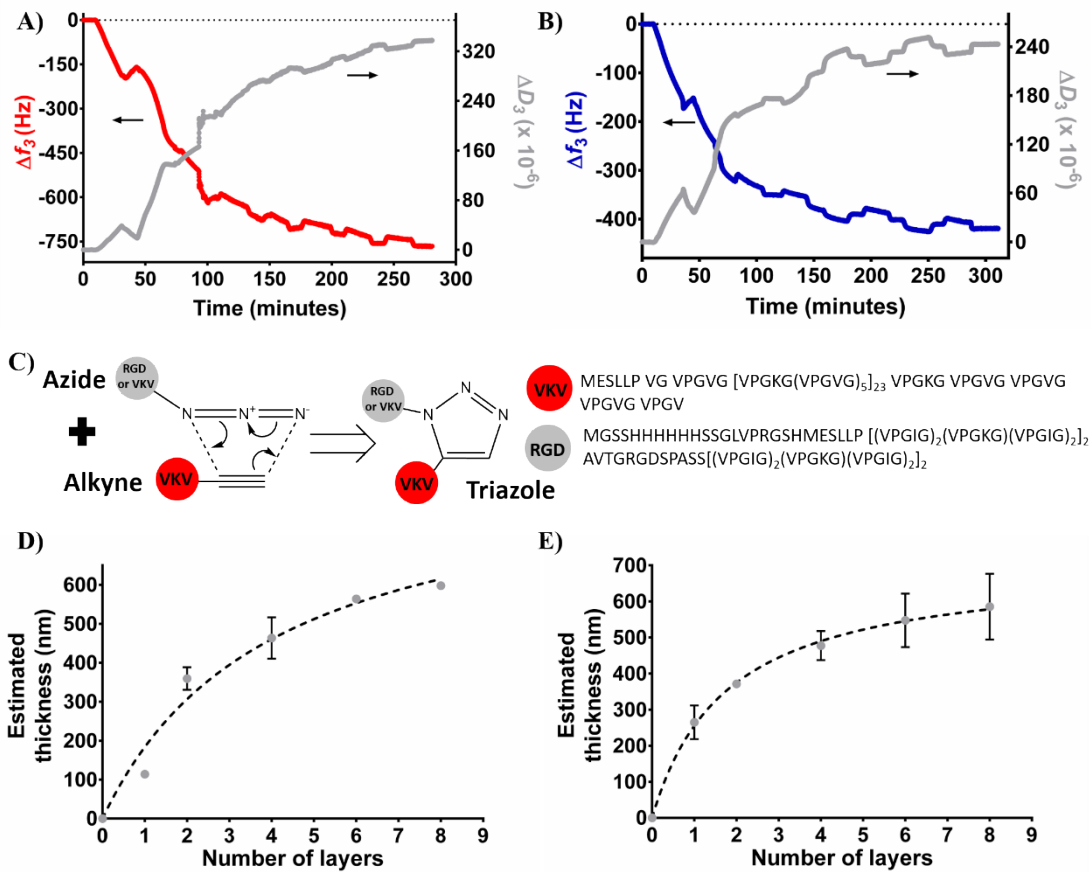 A)
0
-150
-300
-450
-600
-750
Δf3 (Hz)
320
240
160
80
0
ΔD3 (x 10-6)
0 50 100 150 200 250 300
Time (minutes)
B)
0
-100
-200
-300
-400
Δf3 (Hz)
240
180
120
60
0
ΔD3 (x 10-6)
0 50 100 150 200 250 300
Time (minutes)
C)
Azide
RGD
or VKV
N N+ N-
Alkyne
VKV
RGD
or VKV
N N N
VKV
Triazole
VKV
MESLLP VG VPGVG [VPGKG(VPGVG)5]23 VPGKG VPGVG VPGVG
VPGVG VPGV
RGD
MGSSHHHHHHSSGLVPRGSHMESLLP [(VPGIG)2(VPGKG)(VPGIG)2]2
AVTGRGDSPASS[(VPGIG)2(VPGKG)(VPGIG)2]2
D)
600
500
400
300
200
100
0
Estimated
thickness (nm)
0 1 2 3 4 5 6 7 8 9
Number of layers
E)
700
600
500
400
300
200
100
0
Estimated
thickness (nm)
0 1 2 3 4 5 6 7 8 9
Number of layers